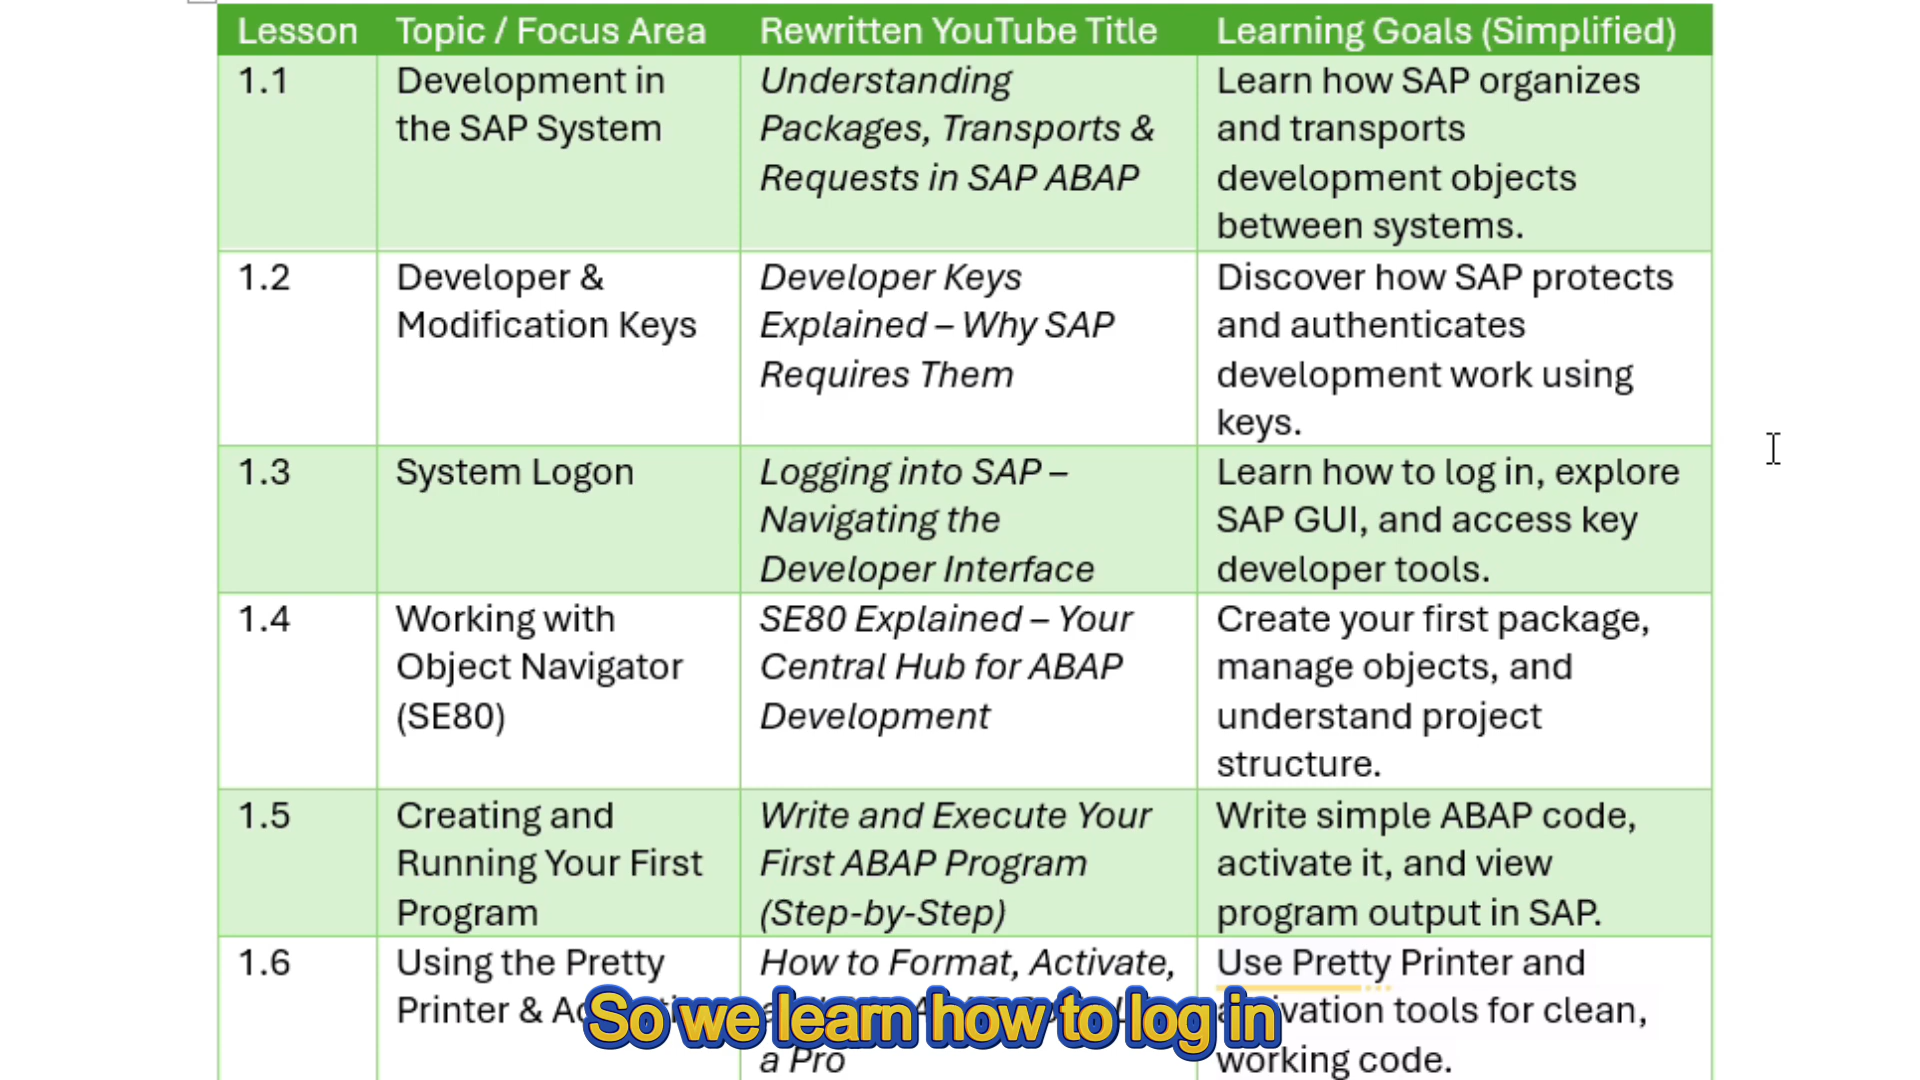 Lesson
Topic / Focus Area
Rewritten YouTube Title
Learning Goals (Simplified)
1.1
Development in
the SAP System
Understanding
Packages, Transports &
Requests in SAP ABAP
Learn how SAP organizes
and transports
development objects
between systems.
1.2
Developer &
Modification Keys
Developer Keys
Explained – Why SAP
Requires Them
Discover how SAP protects
and authenticates
development work using
keys.
1.3
System Logon
Logging into SAP –
Navigating the
Developer Interface
Learn how to log in, explore
SAP GUI, and access key
developer tools.
1.4
Working with
Object Navigator
(SE80)
SE80 Explained – Your
Central Hub for ABAP
Development
Create your first package,
manage objects, and
understand project
structure.
1.5
Creating and
Running Your First
Program
Write and Execute Your
First ABAP Program
(Step-by-Step)
Write simple ABAP code,
activate it, and view
program output in SAP.
1.6
Using the Pretty
Printer &
How to Format, Activate,
a Pro
Use Pretty Printer and
tools for clean,
working code.
So we learn how to log in